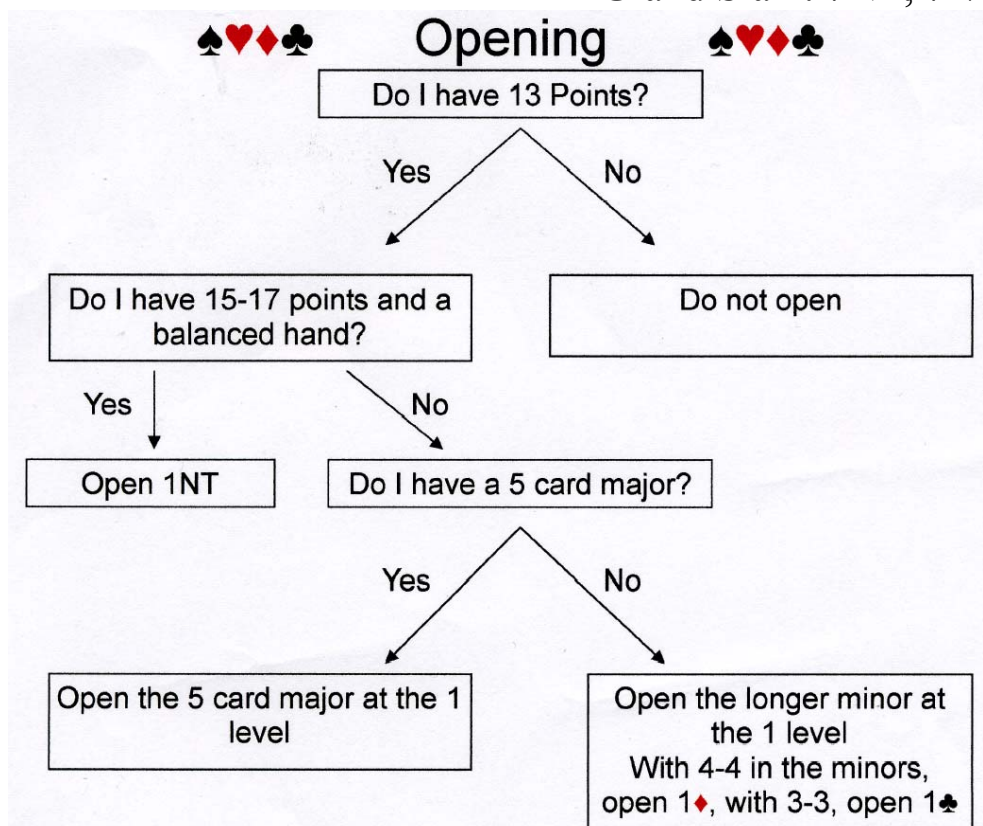 ♠♥♦♣ Opening ♠♥♦♣
Do I have 13 Points?
Yes
No
Do I have 15-17 points and a
balanced hand?
Do not open
Yes
No
Open 1NT
Do I have a 5 card major?
Yes
No
Open the 5 card major at the 1
level
Open the longer minor at
the 1 level
With 4-4 in the minors,
open 1♦, with 3-3, open 1♣